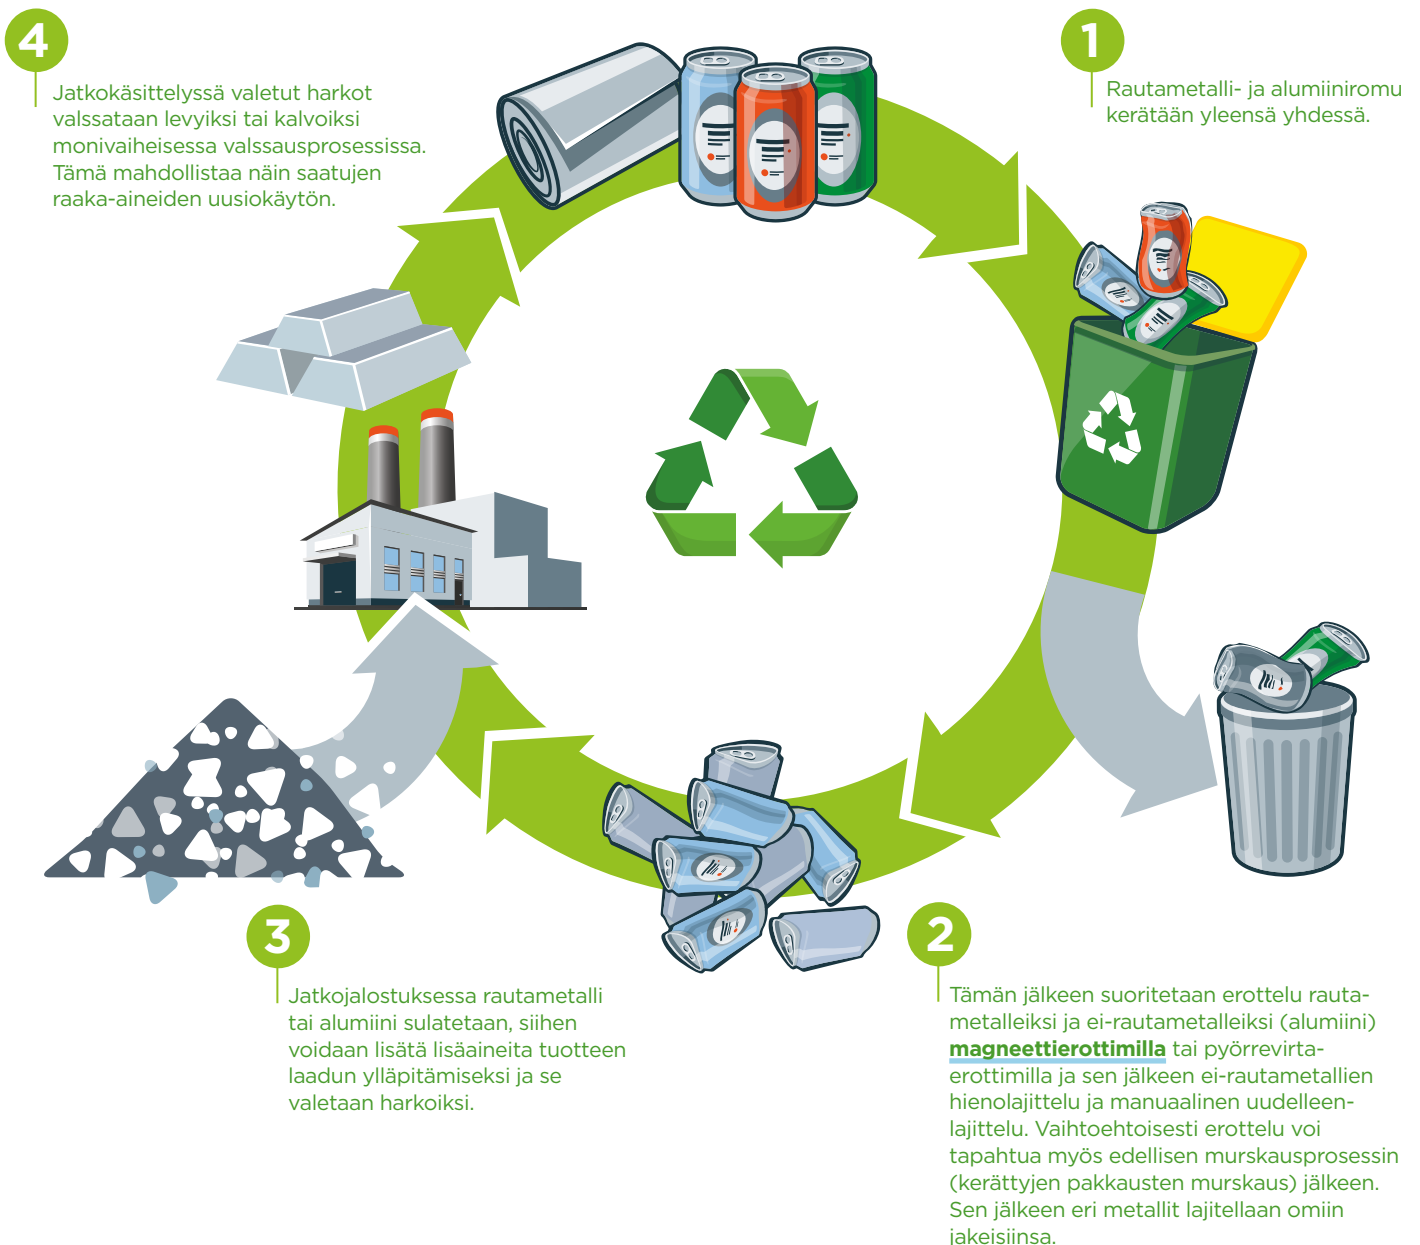 1
Rautametalli- ja alumiiniromu
kerätään yleensä yhdessä.
2
Tämän jälkeen suoritetaan erottelu rauta-
metalleiksi ja ei-rautametalleiksi (alumiini)
magneettierottimilla tai pyörrevirta-
erottimilla ja sen jälkeen ei-rautametallien
hienolajittelu ja manuaalinen uudelleen-
lajittelu. Vaihtoehtoisesti erottelu voi
tapahtua myös edellisen murskausprosessin
(kerättyjen pakkausten murskaus) jälkeen.
Sen jälkeen eri metallit lajitellaan omiin
jakeisiinsa.
3
Jatkojalostuksessa rautametalli
tai alumiini sulatetaan, siihen
voidaan lisätä lisäaineita tuotteen
laadun ylläpitämiseksi ja se
valetaan harkoiksi.
4
Jatkokäsittelyssä valetut harkot
valssataan levyiksi tai kalvoiksi
monivaiheisessa valssausprosessissa.
Tämä mahdollistaa näin saatujen
raaka-aineiden uusiokäytön.